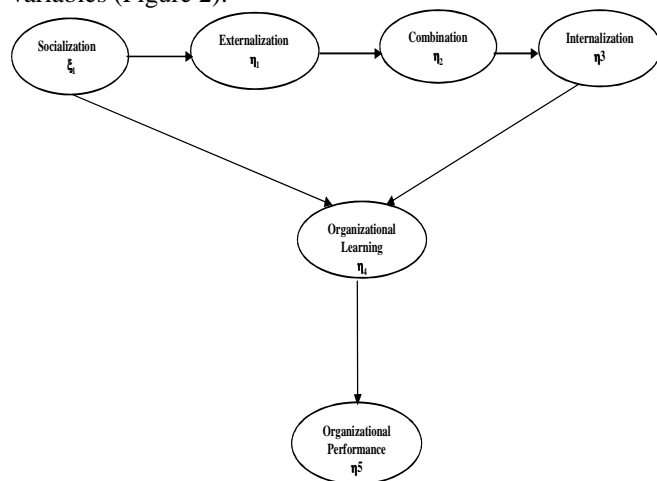 variables (Figure 2).
Socialization
ξ₁
Externalization
η₁
Combination
η₂
Internalization
η3
Organizational
Learning
η₄
Organizational
Performance
η5